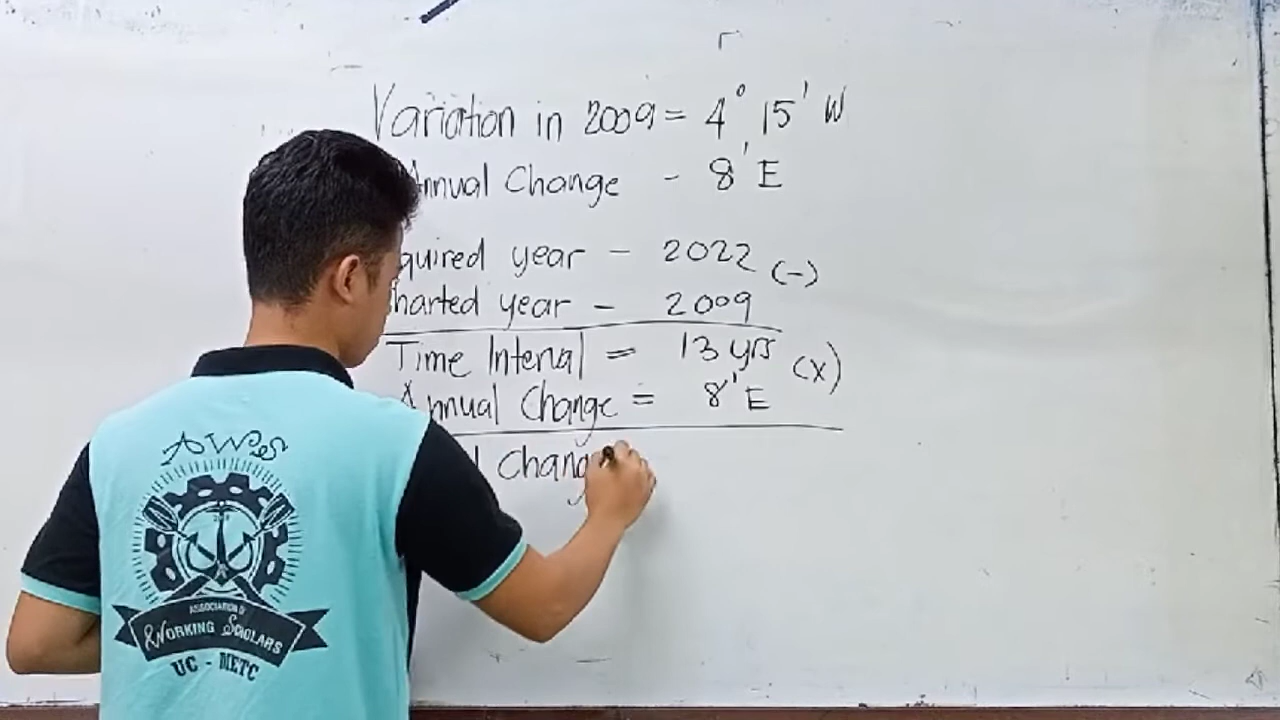 Variation in 2009 = 4° 15' W
Annual Change - 8' E
quired year - 2022 (-)
harted year - 2009
Time Interval = 13 yrs (x)
Annual Change = 8' E
l Chang
AWS
ASSOCIATION OF
WORKING SCHOLARS
UC - METC